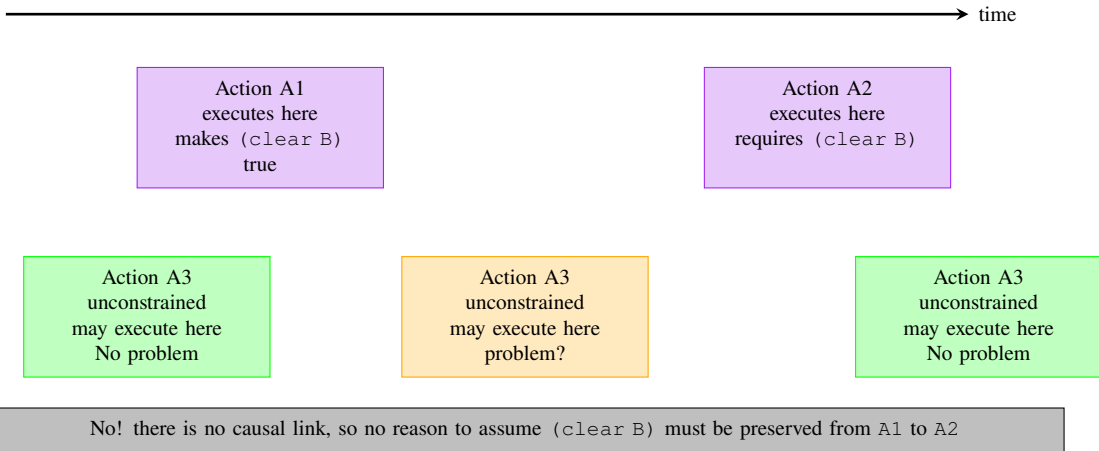 time
Action A1
executes here
makes (clear B)
true
Action A2
executes here
requires (clear B)
Action A3
unconstrained
may execute here
No problem
Action A3
unconstrained
may execute here
problem?
Action A3
unconstrained
may execute here
No problem
No! there is no causal link, so no reason to assume (clear B) must be preserved from A1 to A2